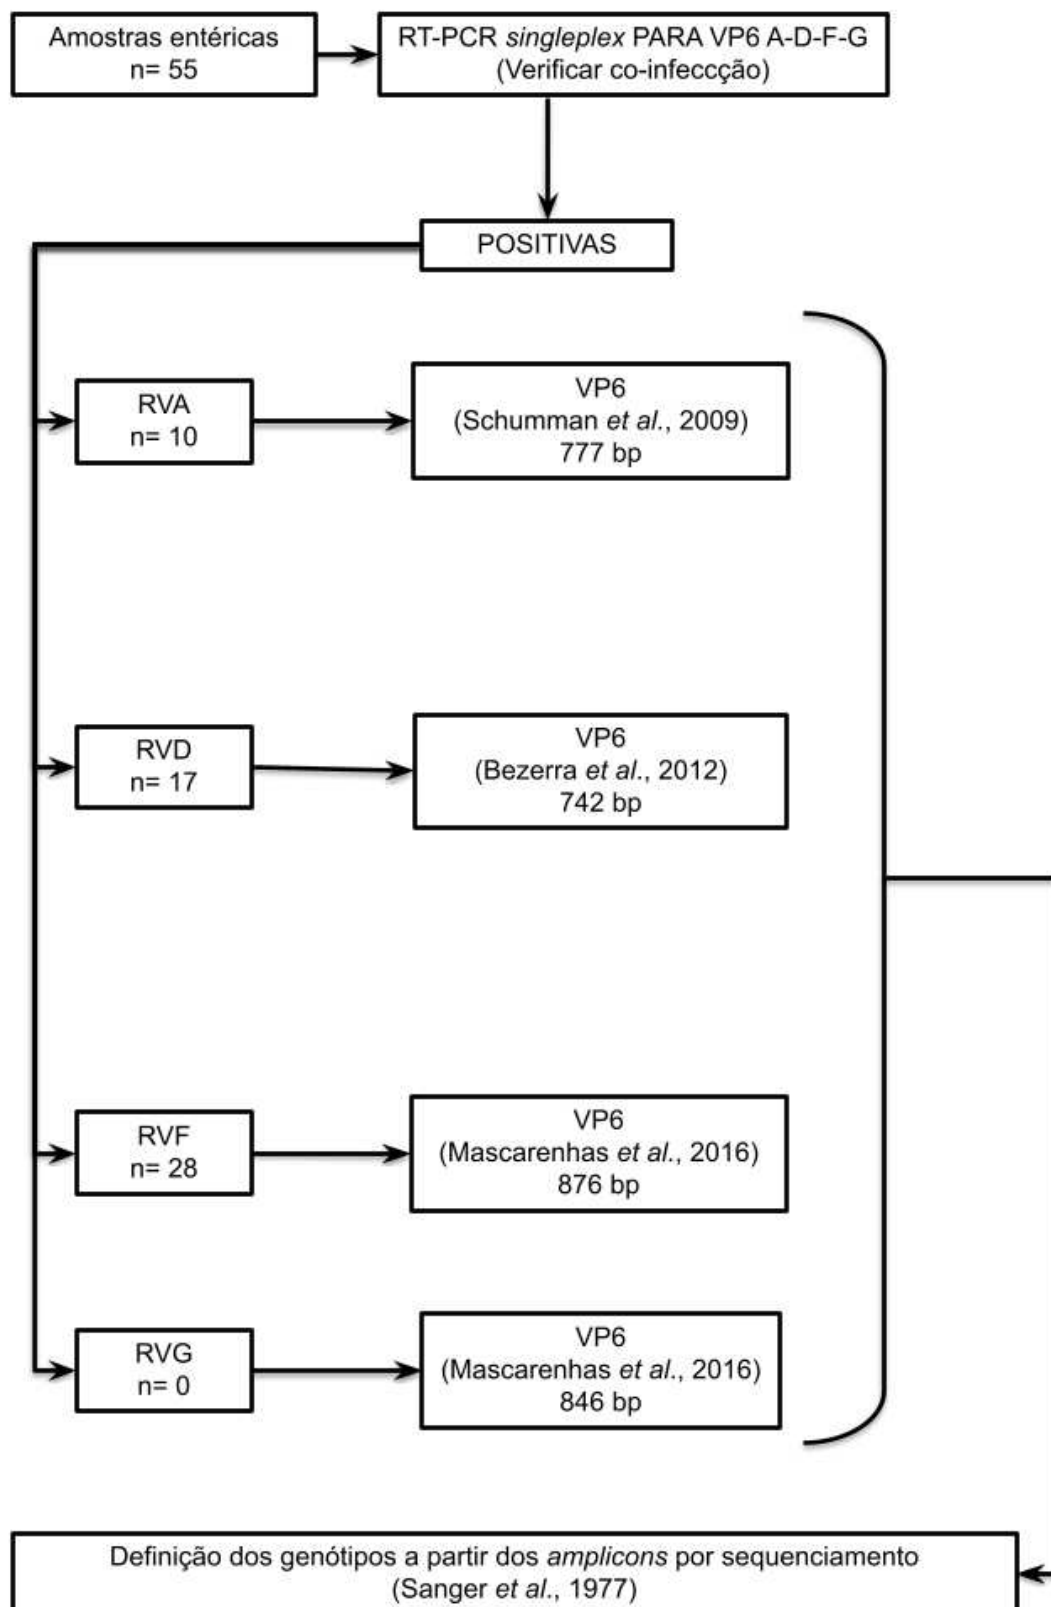 Amostras entéricas
n= 55
RT-PCR singleplex PARA VP6 A-D-F-G
(Verificar co-infeccção)
POSITIVAS
RVA
n= 10
VP6
(Schumman et al., 2009)
777 bp
RVD
n= 17
VP6
(Bezerra et al., 2012)
742 bp
RVF
n= 28
VP6
(Mascarenhas et al., 2016)
876 bp
RVG
n= 0
VP6
(Mascarenhas et al., 2016)
846 bp
Definição dos genótipos a partir dos amplicons por sequenciamento
(Sanger et al., 1977)